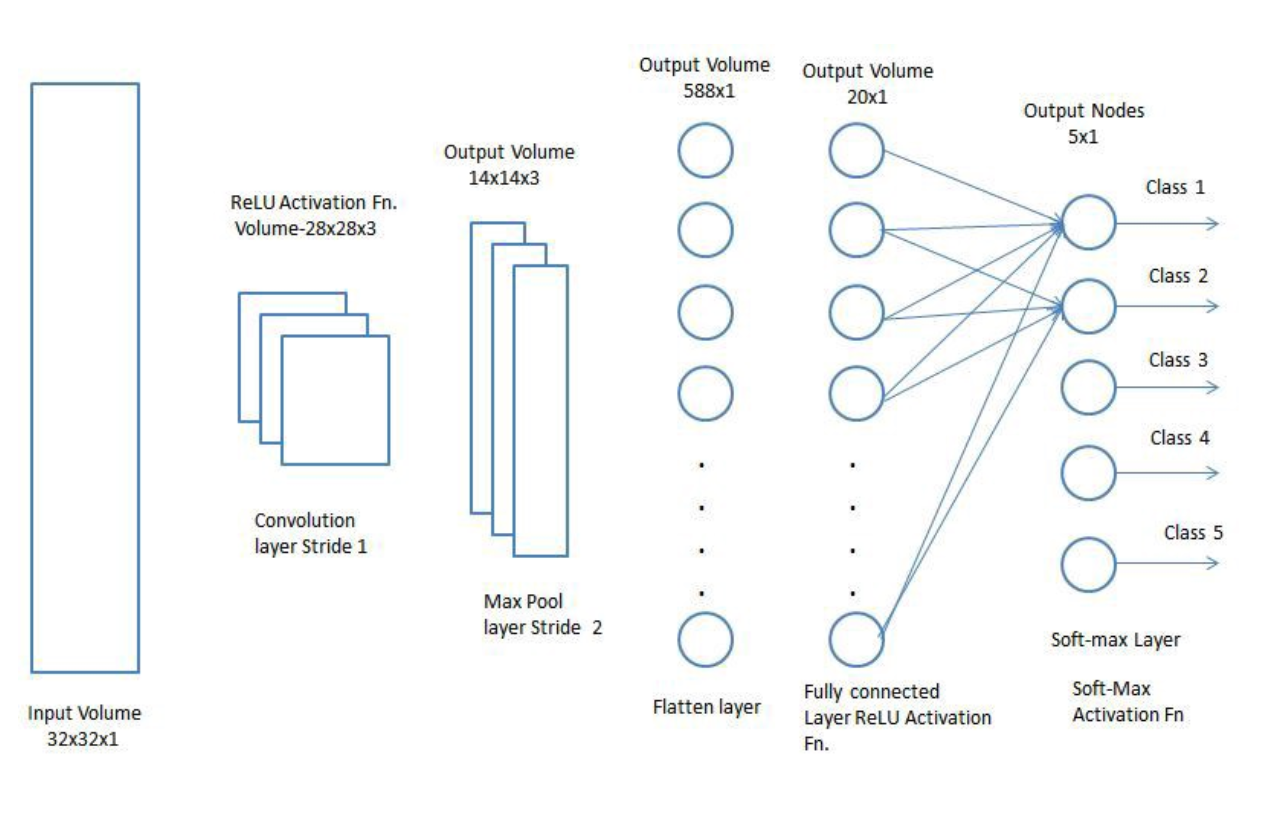 Input Volume
32x32x1
ReLU Activation Fn.
Volume-28x28x3
Convolution
layer Stride 1
Output Volume
14x14x3
Max Pool
layer Stride 2
Output Volume
588x1
Flatten layer
Output Volume
20x1
Fully connected
Layer ReLU Activation
Fn.
Output Nodes
5x1
Class 1
Class 2
Class 3
Class 4
Class 5
Soft-max Layer
Soft-Max
Activation Fn